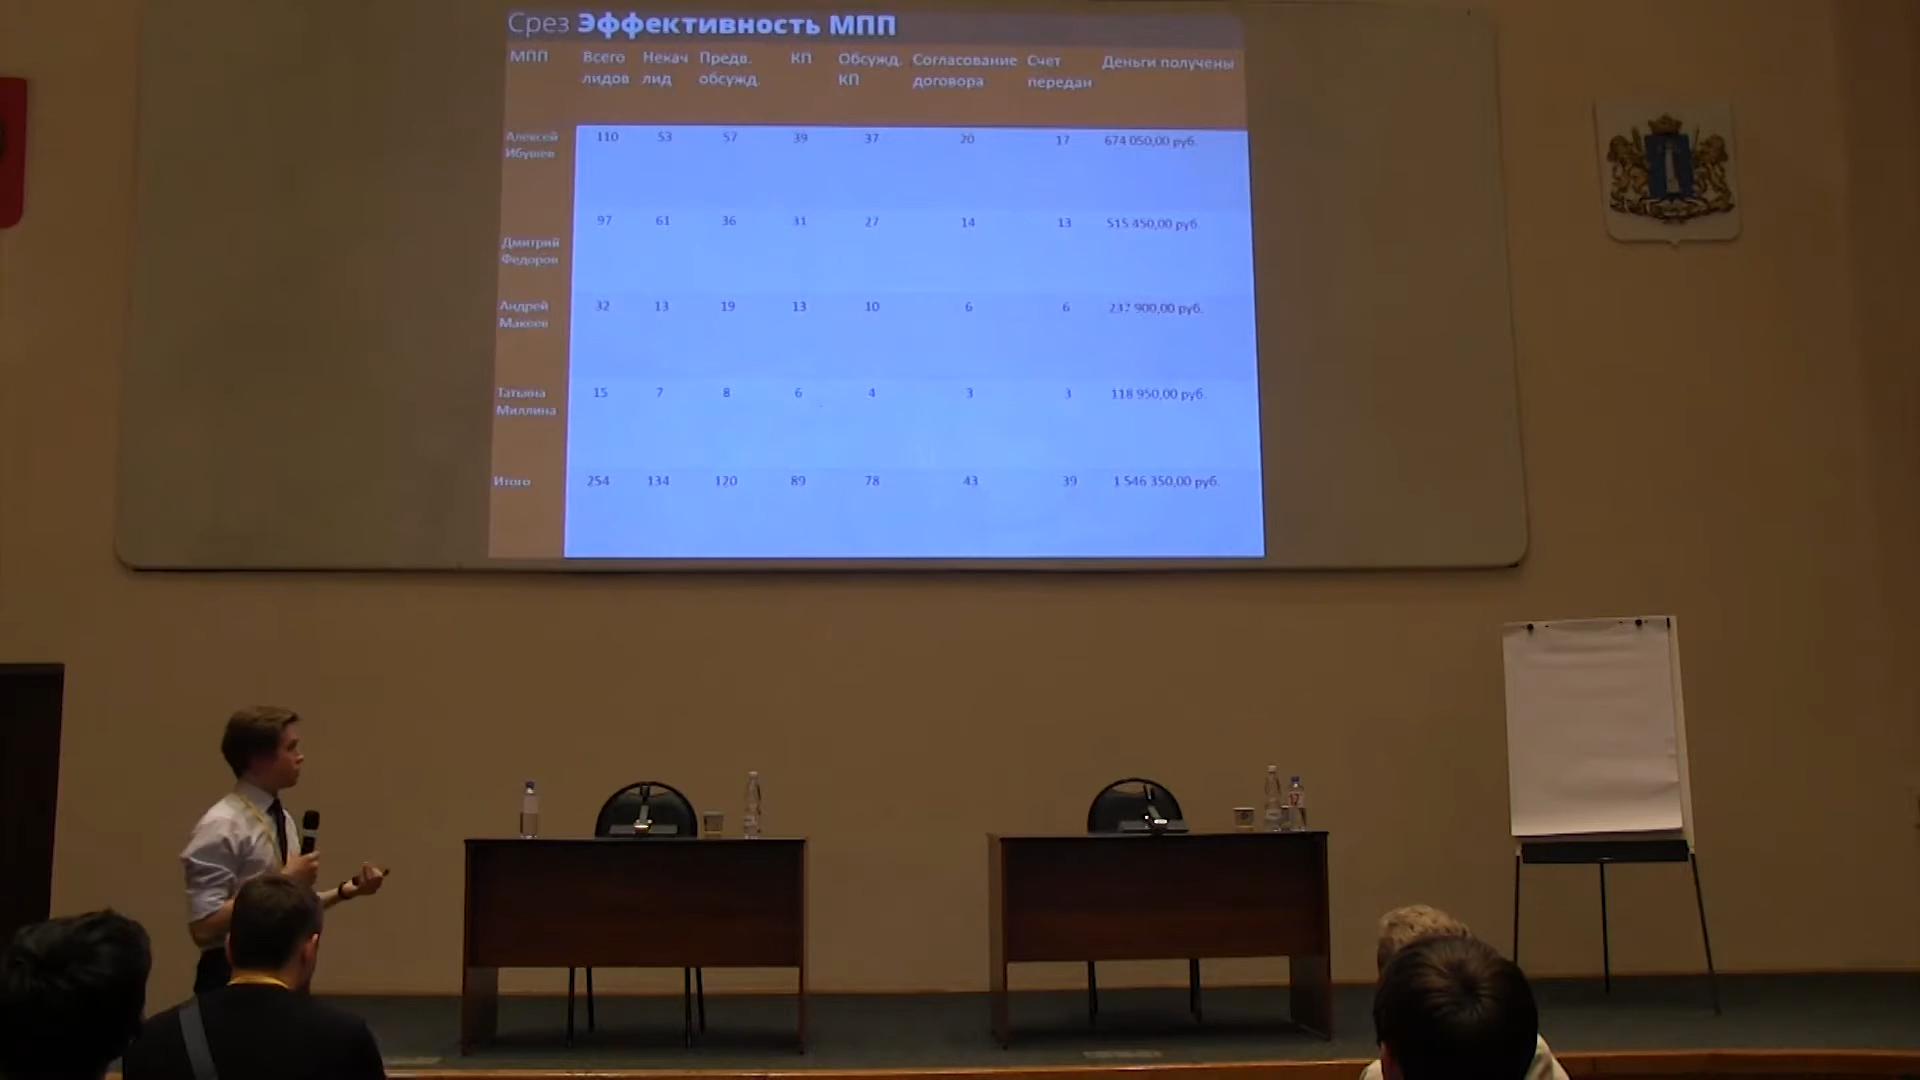 Срез Эффективность МПП
МПП Всего лидов Некач лид Предв. обсужд. КП Обсужд. КП Согласование договора Счет передан Деньги получены
Алексей Ибушев 110 53 57 39 37 20 17 674 050,00 руб.
Дмитрий Федоров 97 61 36 31 27 14 13 515 450,00 руб.
Андрей Макеев 32 13 19 13 10 6 6 237 900,00 руб.
Татьяна Миллина 15 7 8 6 4 3 3 118 950,00 руб.
Итого 254 134 120 89 78 43 39 1 546 350,00 руб.